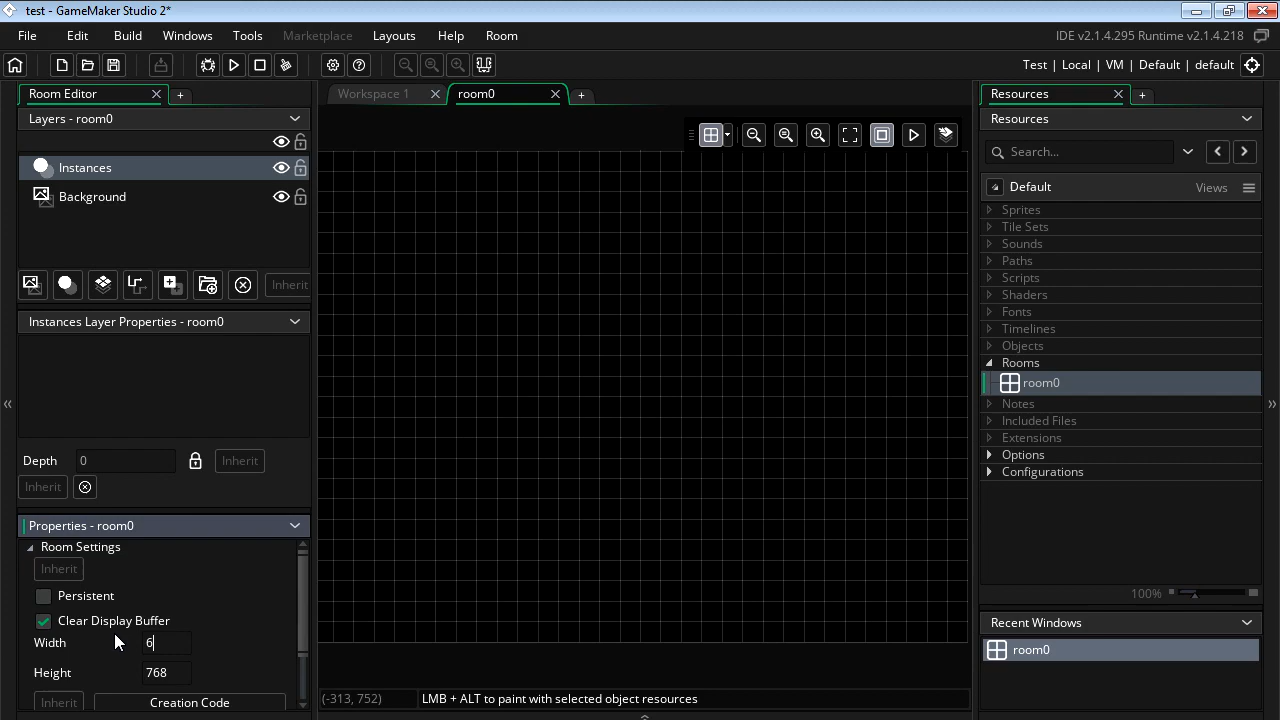 test - GameMaker Studio 2*
File Edit Build Windows Tools Marketplace Layouts Help Room
IDE v2.1.4.295 Runtime v2.1.4.218
Test | Local | VM | Default | default
Room Editor
Layers - room0
Instances
Background
Inherit
Instances Layer Properties - room0
Depth 0 Inherit
Inherit
Properties - room0
Room Settings
Inherit
Persistent
Clear Display Buffer
Width 6
Height 768
Inherit Creation Code
Workspace 1 room0
(-313, 752) LMB + ALT to paint with selected object resources
Resources
Resources
Search...
Default Views
Sprites
Tile Sets
Sounds
Paths
Scripts
Shaders
Fonts
Timelines
Objects
Rooms
room0
Notes
Included Files
Extensions
Options
Configurations
100%
Recent Windows
room0